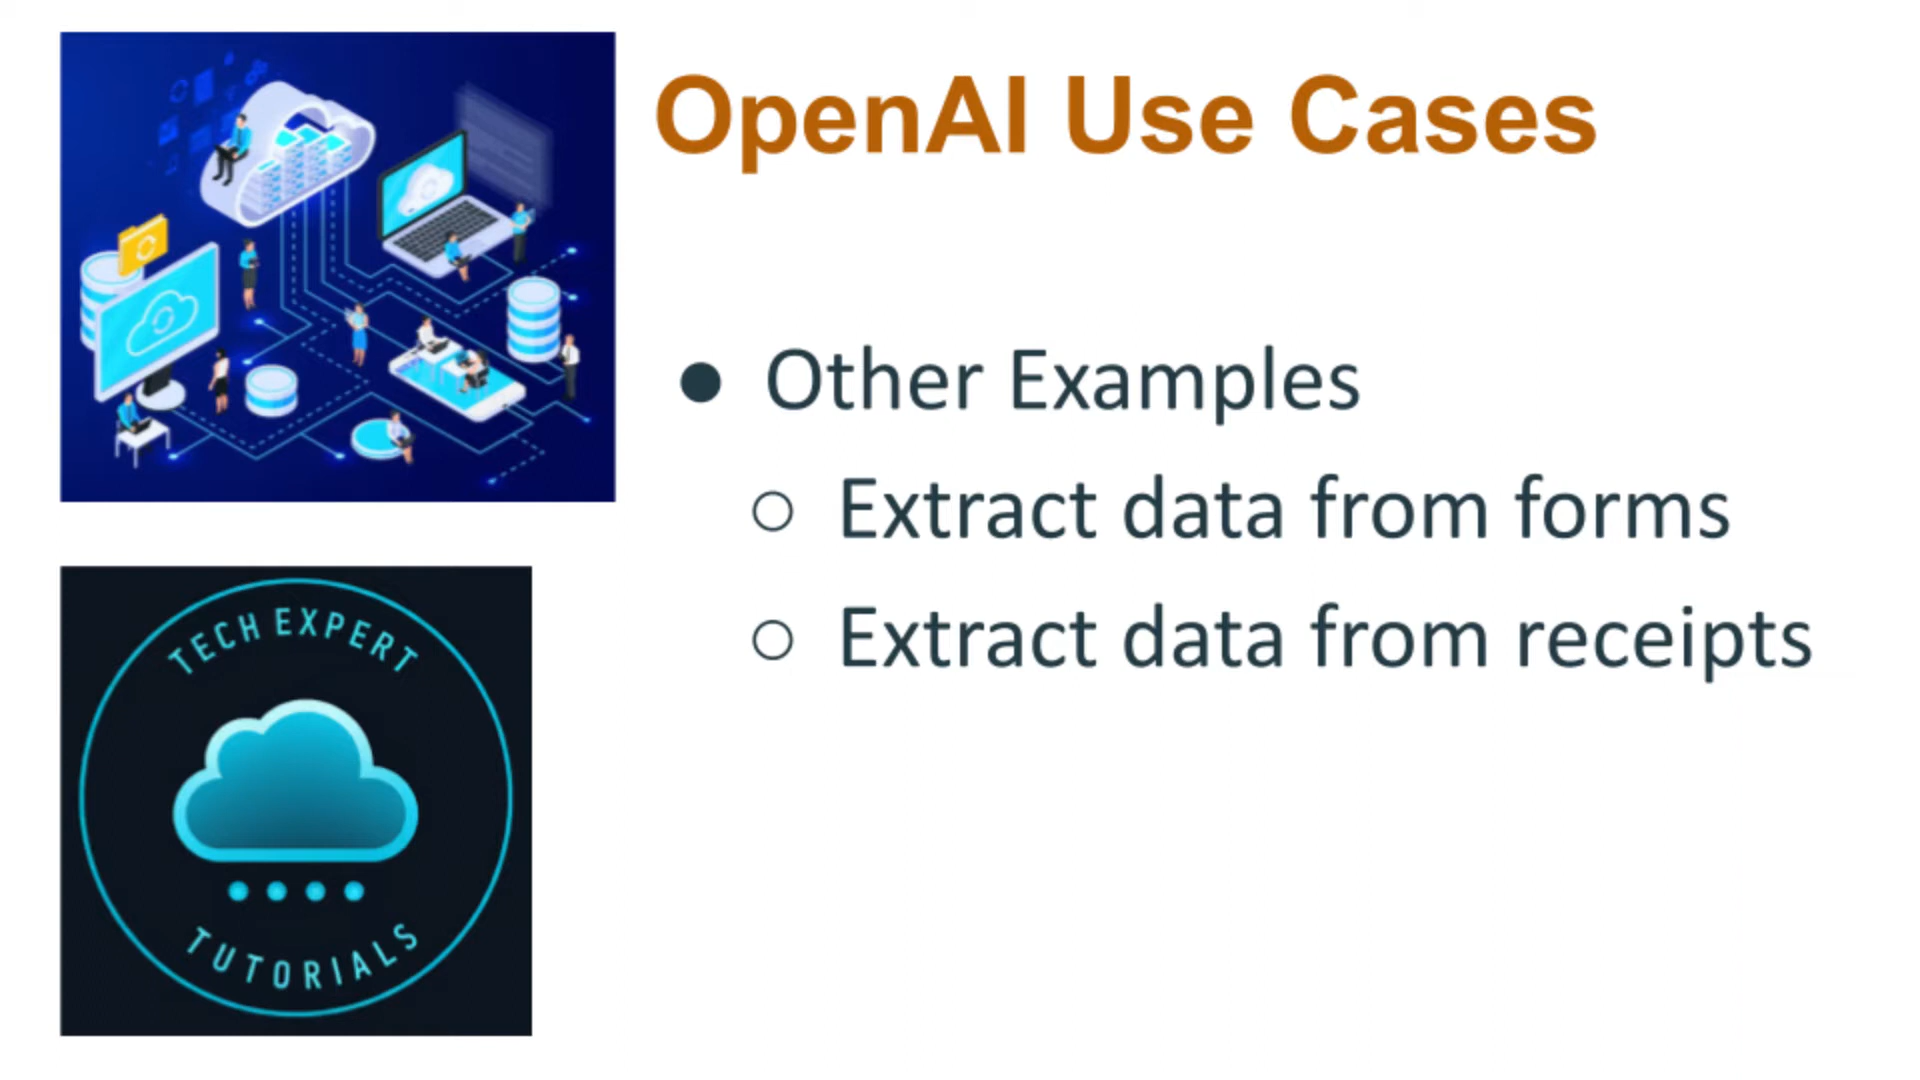 OpenAI Use Cases
● Other Examples
○ Extract data from forms
○ Extract data from receipts
TECH EXPERT
TUTORIALS